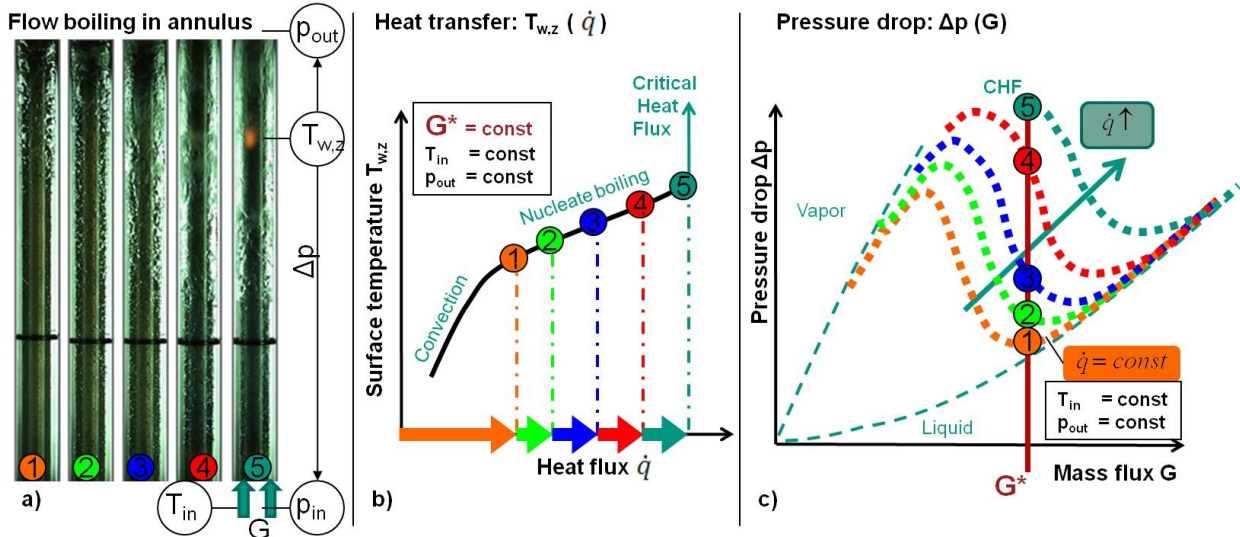 Flow boiling in annulus
p_out
T_w,z
Δp
1
2
3
4
5
T_in
G
p_in
a)
Heat transfer: T_w,z ( q̇ )
Surface temperature T_w,z
G* = const
T_in = const
p_out = const
Critical
Heat
Flux
Convection
Nucleate boiling
1
2
3
4
5
Heat flux q̇
b)
Pressure drop: Δp (G)
Pressure drop Δp
CHF
q̇ ↑
Vapor
Liquid
5
4
3
2
1
q̇ = const
T_in = const
p_out = const
Mass flux G
G*
c)